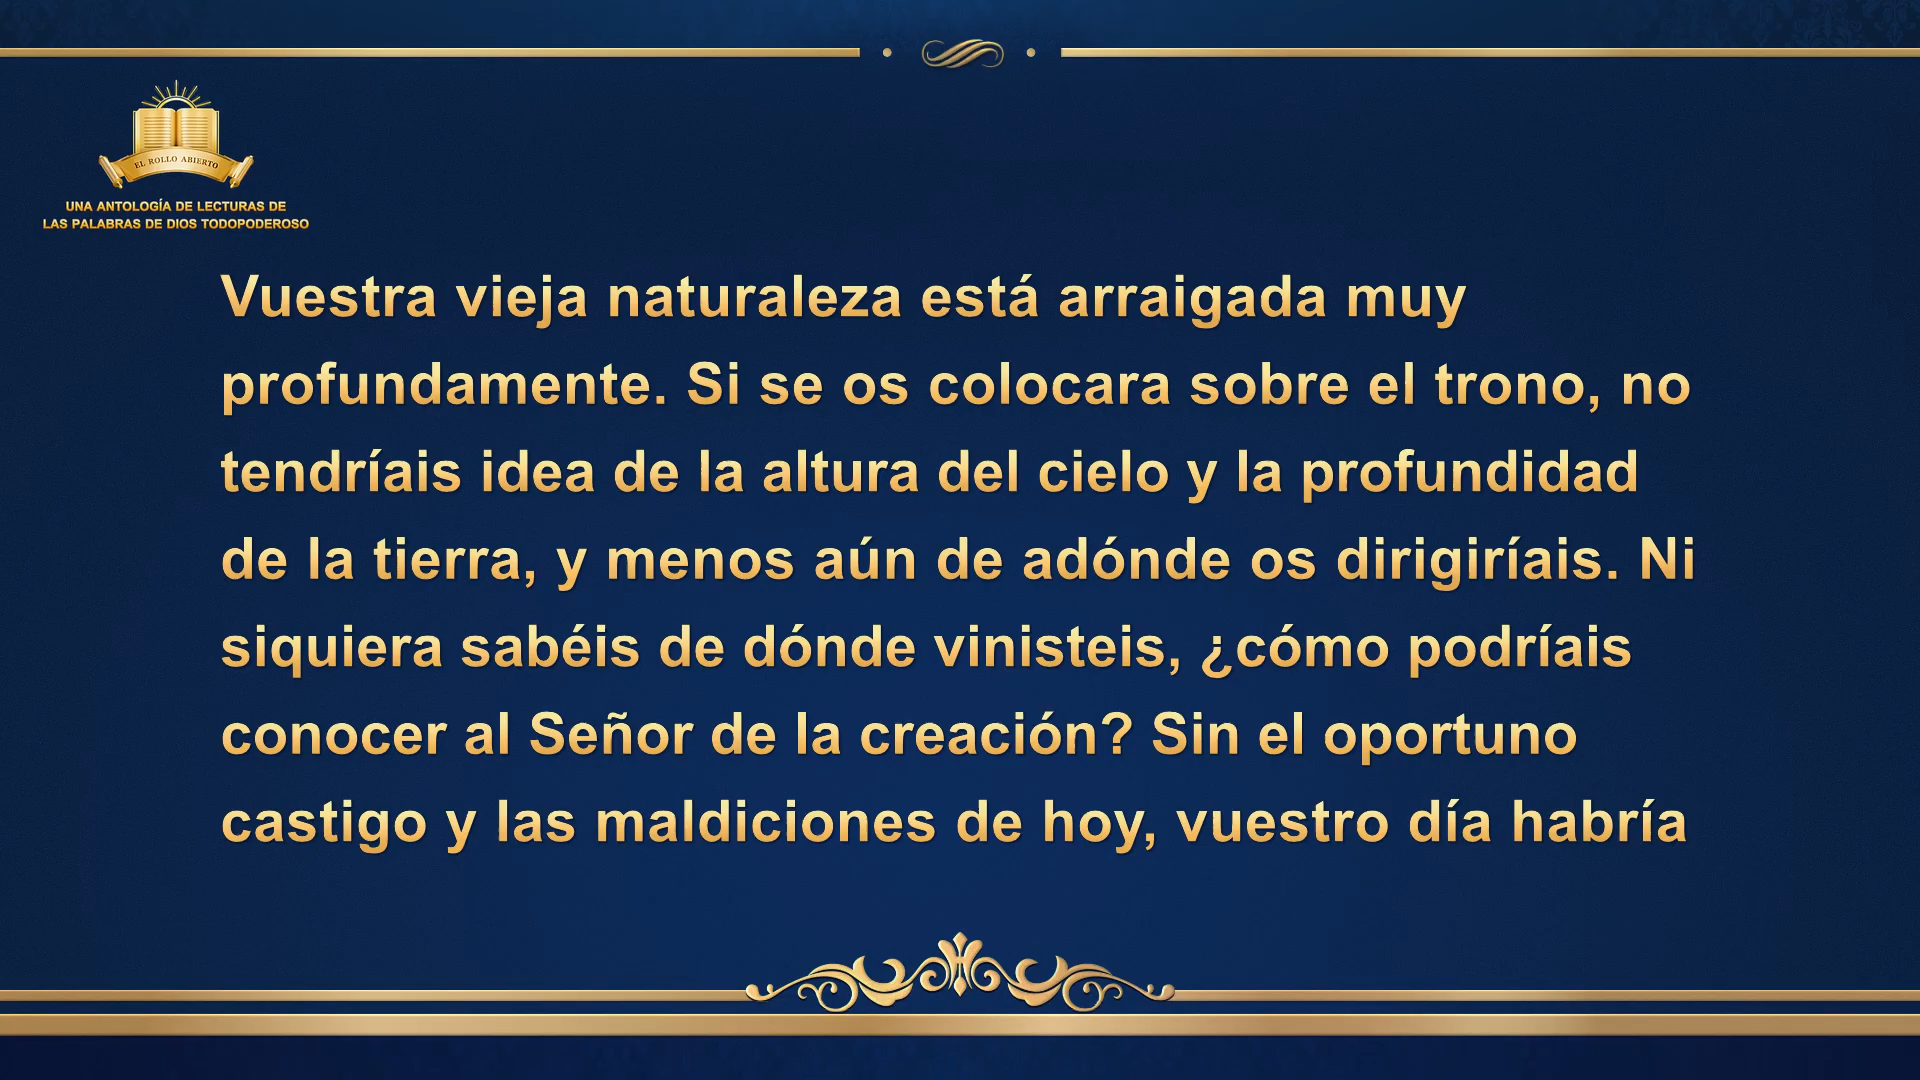 EL ROLLO ABIERTO
UNA ANTOLOGÍA DE LECTURAS DE
LAS PALABRAS DE DIOS TODOPODEROSO
Vuestra vieja naturaleza está arraigada muy
profundamente. Si se os colocara sobre el trono, no
tendríais idea de la altura del cielo y la profundidad
de la tierra, y menos aún de adónde os dirigiríais. Ni
siquiera sabéis de dónde vinisteis, ¿cómo podríais
conocer al Señor de la creación? Sin el oportuno
castigo y las maldiciones de hoy, vuestro día habría